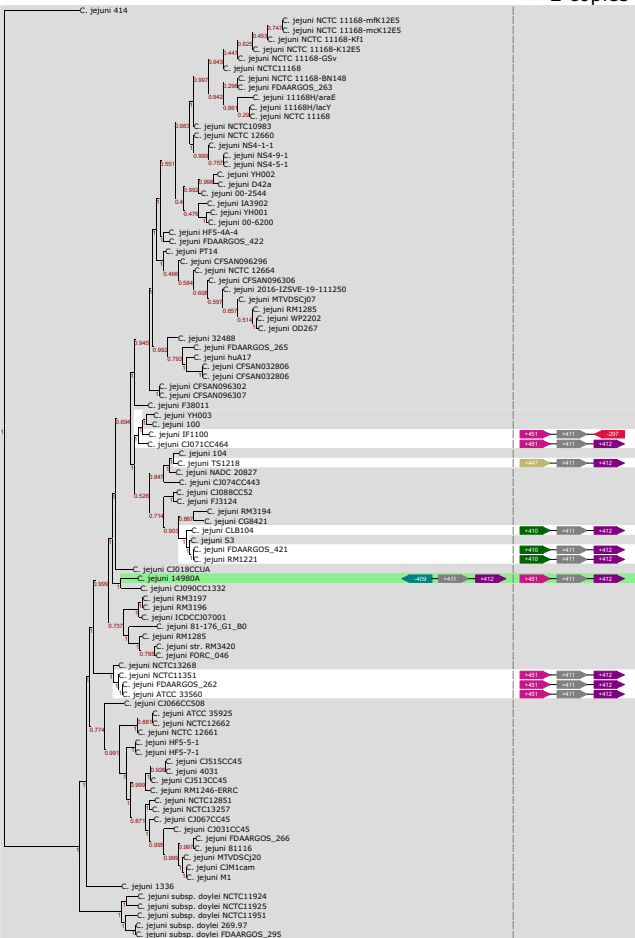 2 copies
C. jejuni 414
C. jejuni NCTC 11168-mfK12E5
C. jejuni NCTC 11168-mcK12E5
C. jejuni NCTC 11168-Kf1
C. jejuni NCTC 11168-K12E5
C. jejuni NCTC 11168-GSv
C. jejuni NCTC11168
C. jejuni NCTC 11168-BN148
C. jejuni FDAARGOS_263
C. jejuni 11168H/araE
C. jejuni 11168H/lacY
C. jejuni NCTC 11168
C. jejuni NCTC10983
C. jejuni NCTC 12660
C. jejuni NS4-1-1
C. jejuni NS4-9-1
C. jejuni NS4-5-1
C. jejuni YH002
C. jejuni D42a
C. jejuni 00-2544
C. jejuni IA3902
C. jejuni YH001
C. jejuni 00-6200
C. jejuni HF5-4A-4
C. jejuni FDAARGOS_422
C. jejuni PT14
C. jejuni CFSAN096296
C. jejuni NCTC 12664
C. jejuni CFSAN096306
C. jejuni 2016-IZSVE-19-111250
C. jejuni MTVDSCj07
C. jejuni RM1285
C. jejuni WP2202
C. jejuni OD267
C. jejuni 32488
C. jejuni FDAARGOS_265
C. jejuni huA17
C. jejuni CFSAN032806
C. jejuni CFSAN032806
C. jejuni CFSAN096302
C. jejuni CFSAN096307
C. jejuni F38011
C. jejuni YH003
C. jejuni 100
C. jejuni IF1100 +451 +411 -297
C. jejuni CJ071CC464 +451 +411 +412
C. jejuni 104
C. jejuni TS1218 +447 +411 +412
C. jejuni NADC 20827
C. jejuni CJ074CC443
C. jejuni CJ088CC52
C. jejuni FJ3124
C. jejuni RM3194
C. jejuni CG8421
C. jejuni CLB104 +410 +411 +412
C. jejuni S3
C. jejuni FDAARGOS_421 +410 +411 +412
C. jejuni RM1221 +410 +411 +412
C. jejuni CJ018CCUA
C. jejuni 14980A -409 +411 +412 +451 +411 +412
C. jejuni CJ090CC1332
C. jejuni RM3197
C. jejuni RM3196
C. jejuni ICDCCJ07001
C. jejuni 81-176_G1_B0
C. jejuni RM1285
C. jejuni str. RM3420
C. jejuni FORC_046
C. jejuni NCTC13268
C. jejuni NCTC11351 +451 +411 +412
C. jejuni FDAARGOS_262 +451 +411 +412
C. jejuni ATCC 33560 +451 +411 +412
C. jejuni CJ066CC508
C. jejuni ATCC 35925
C. jejuni NCTC12662
C. jejuni NCTC 12661
C. jejuni HF5-5-1
C. jejuni HF5-7-1
C. jejuni CJ515CC45
C. jejuni 4031
C. jejuni CJ513CC45
C. jejuni RM1246-ERRC
C. jejuni NCTC12851
C. jejuni NCTC13257
C. jejuni CJ067CC45
C. jejuni CJ031CC45
C. jejuni FDAARGOS_266
C. jejuni 81116
C. jejuni MTVDSCj20
C. jejuni CJM1cam
C. jejuni M1
C. jejuni 1336
C. jejuni subsp. doylei NCTC11924
C. jejuni subsp. doylei NCTC11925
C. jejuni subsp. doylei NCTC11951
C. jejuni subsp. doylei 269.97
C. jejuni subsp. doylei FDAARGOS_295